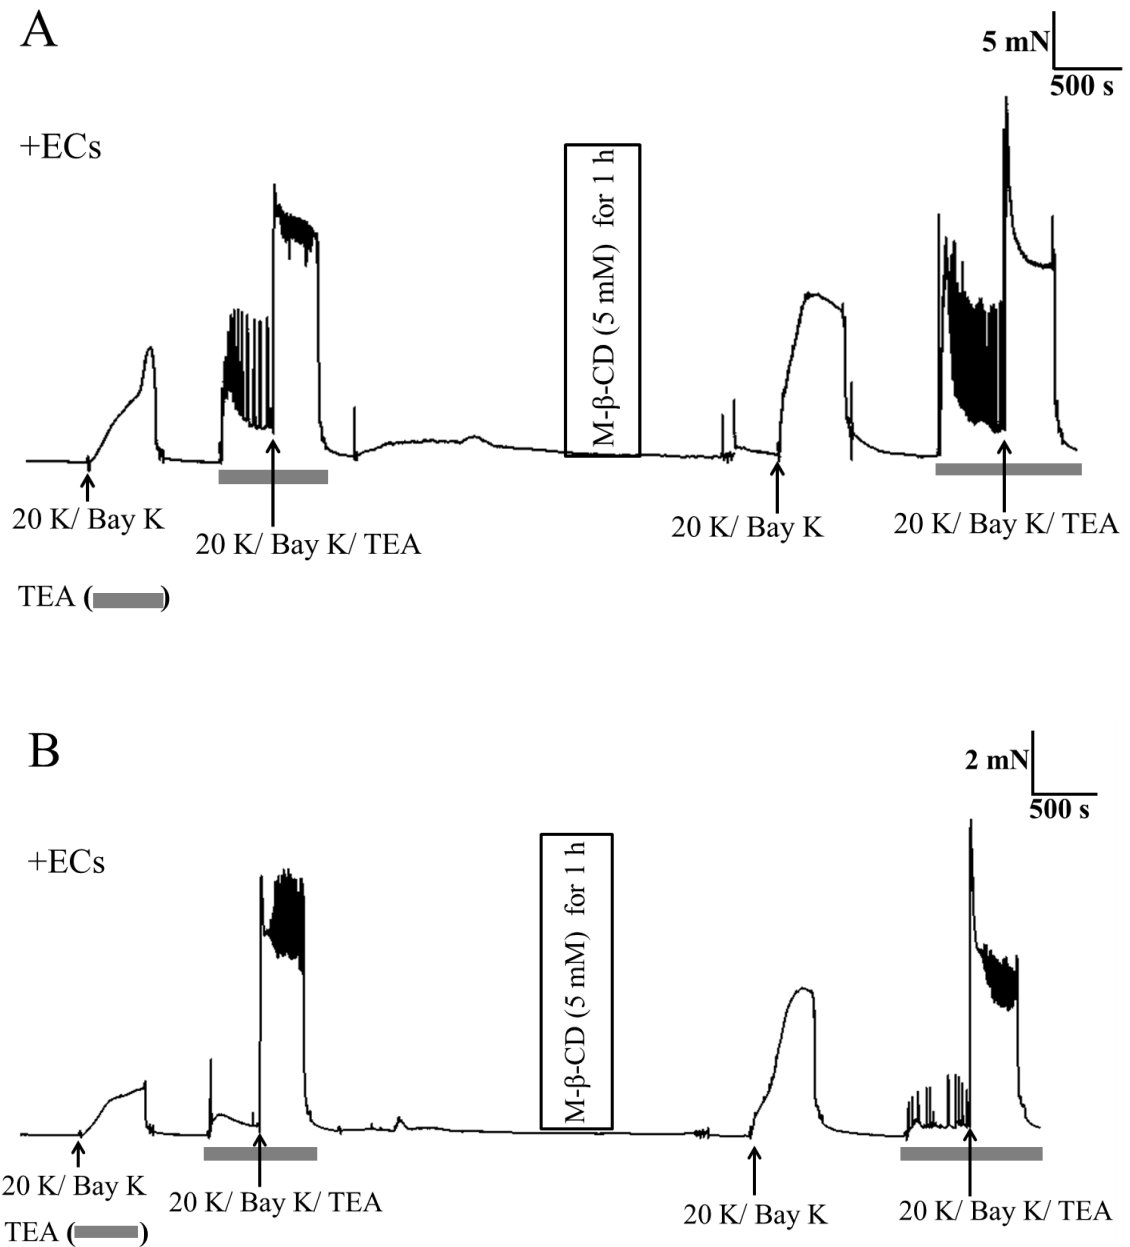 A
5 mN
500 s
+ECs
M-β-CD (5 mM)  for 1 h
20 K/ Bay K
20 K/ Bay K/ TEA
20 K/ Bay K
20 K/ Bay K/ TEA
TEA ( )
B
2 mN
500 s
+ECs
M-β-CD (5 mM)  for 1 h
20 K/ Bay K
20 K/ Bay K/ TEA
20 K/ Bay K
20 K/ Bay K/ TEA
TEA ( )